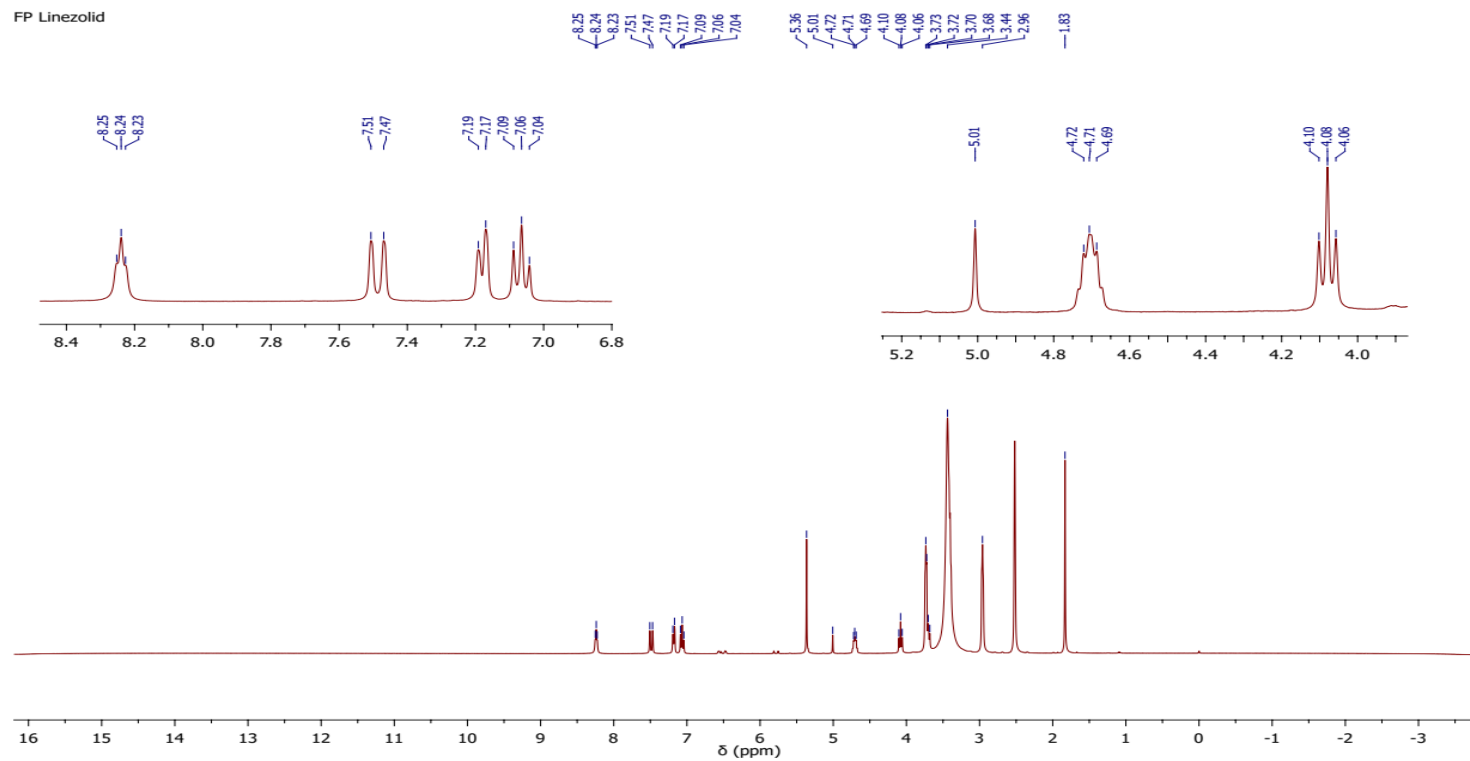 FP Linezolid
8.25 8.24 8.23 7.51 7.47 7.19 7.17 7.09 7.06 7.04 5.36 5.01 4.72 4.71 4.69 4.10 4.08 4.06 3.73 3.72 3.70 3.68 3.44 2.96 1.83
8.25 8.24 8.23 7.51 7.47 7.19 7.17 7.09 7.06 7.04
5.01 4.72 4.71 4.69 4.10 4.08 4.06
8.4 8.2 8.0 7.8 7.6 7.4 7.2 7.0 6.8
5.2 5.0 4.8 4.6 4.4 4.2 4.0
16 15 14 13 12 11 10 9 8 7 6 5 4 3 2 1 0 -1 -2 -3
δ (ppm)